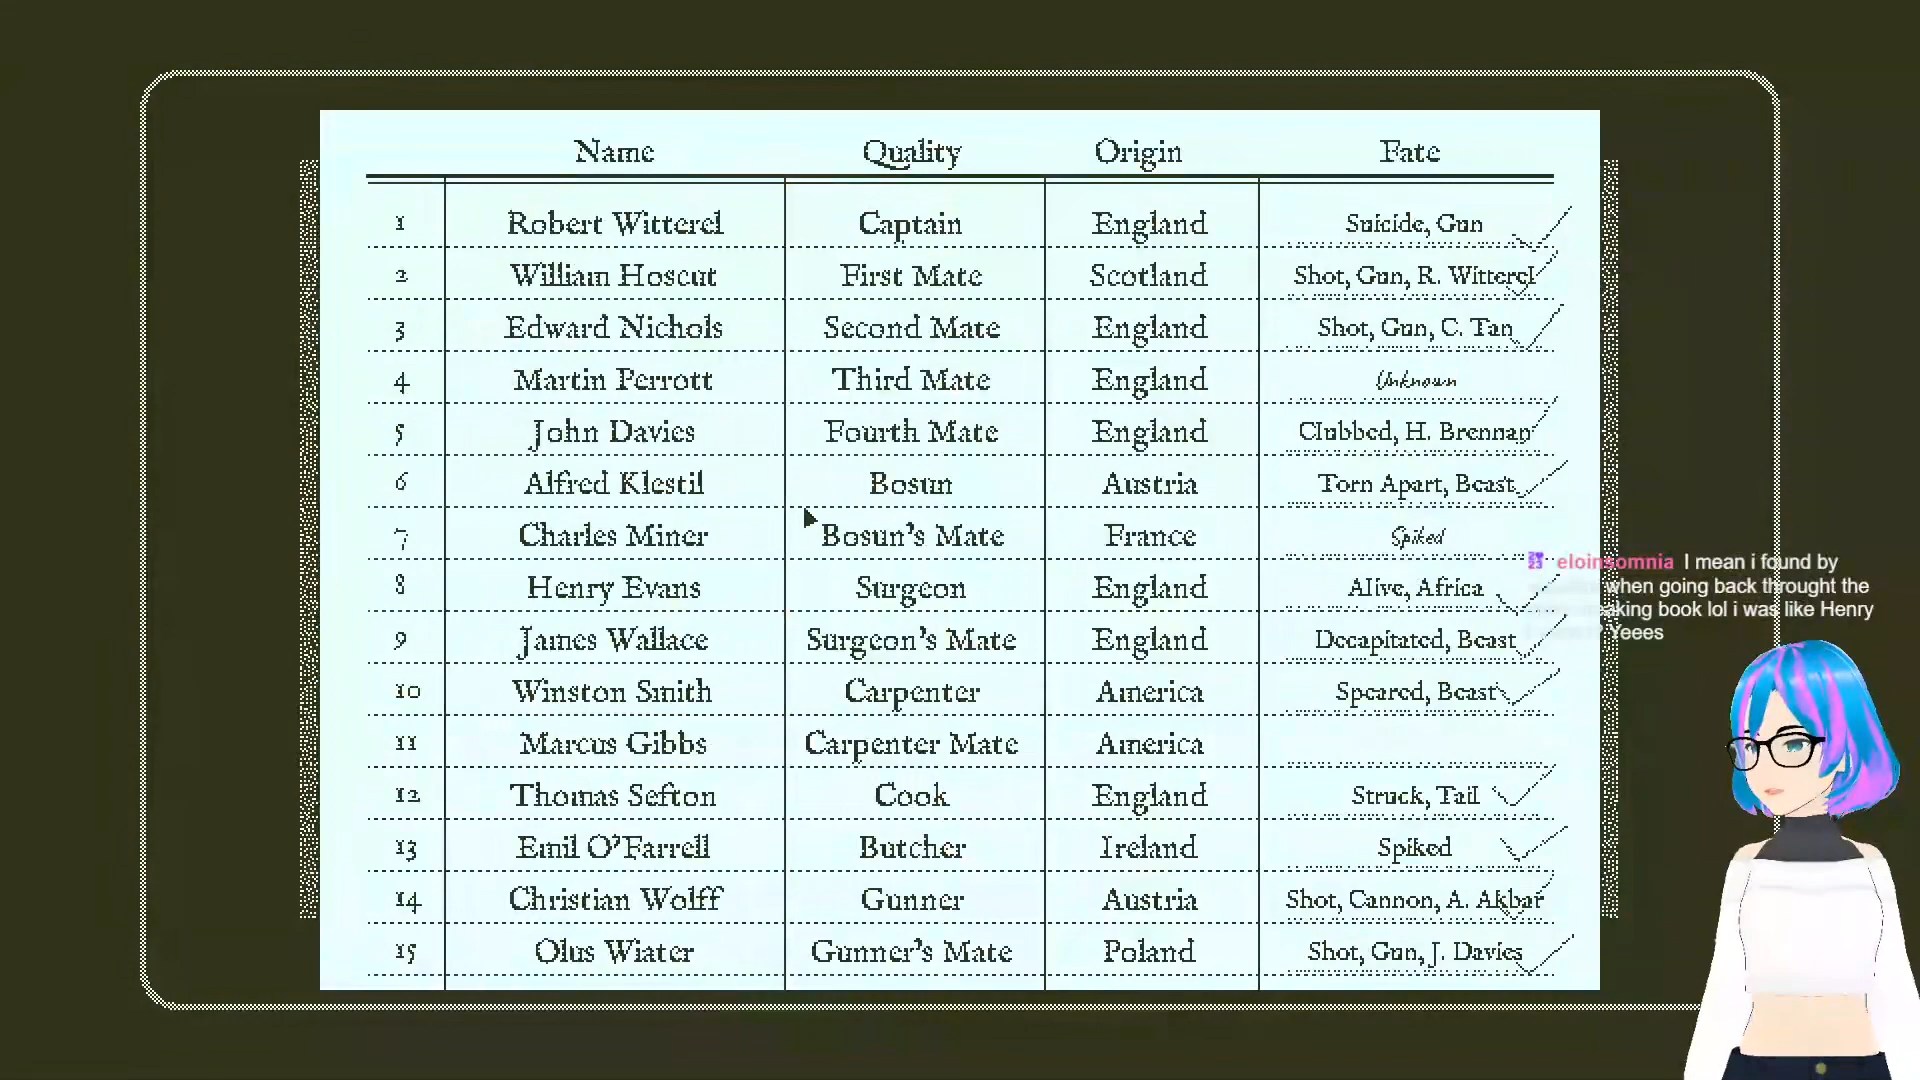 Name Quality Origin Fate
1 Robert Witterel Captain England Suicide, Gun
2 William Hoscut First Mate Scotland Shot, Gun, R. Witterel
3 Edward Nichols Second Mate England Shot, Gun, C. Tan
4 Martin Perrott Third Mate England Unknown
5 John Davies Fourth Mate England Clubbed, H. Brennan
6 Alfred Klestil Bosun Austria Torn Apart, Beast
7 Charles Miner Bosun's Mate France Spiked
8 Henry Evans Surgeon England Alive, Africa
9 James Wallace Surgeon's Mate England Decapitated, Beast
10 Winston Smith Carpenter America Speared, Beast
11 Marcus Gibbs Carpenter Mate America
12 Thomas Sefton Cook England Struck, Tail
13 Emil O'Farrell Butcher Ireland Spiked
14 Christian Wolff Gunner Austria Shot, Cannon, A. Akbar
15 Olus Wiater Gunner's Mate Poland Shot, Gun, J. Davies
eloinsomnia I mean i found by
when going back throught the
book lol i was like Henry
Yeees